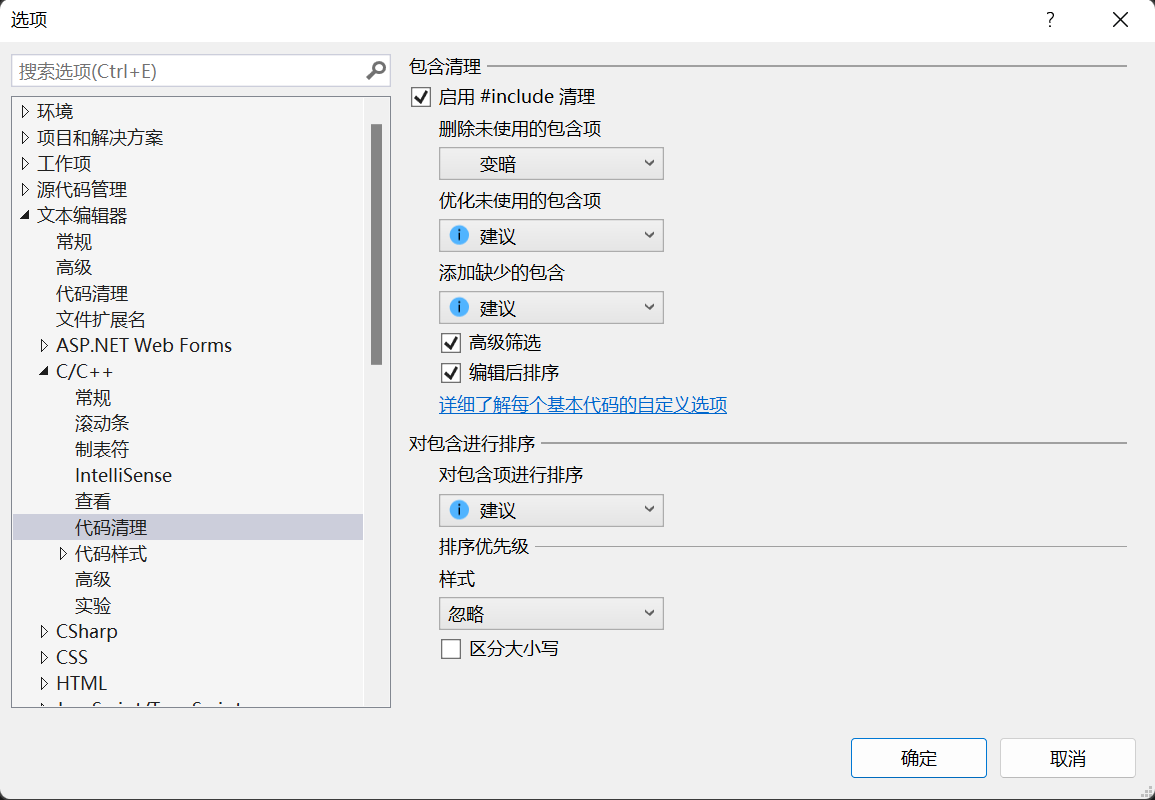 选项
?
搜索选项(Ctrl+E)
环境
项目和解决方案
工作项
源代码管理
文本编辑器
常规
高级
代码清理
文件扩展名
ASP.NET Web Forms
C/C++
常规
滚动条
制表符
IntelliSense
查看
代码清理
代码样式
高级
实验
CSharp
CSS
HTML
包含清理
启用 #include 清理
删除未使用的包含项
变暗
优化未使用的包含项
建议
添加缺少的包含
建议
高级筛选
编辑后排序
详细了解每个基本代码的自定义选项
对包含进行排序
对包含项进行排序
建议
排序优先级
样式
忽略
区分大小写
确定
取消